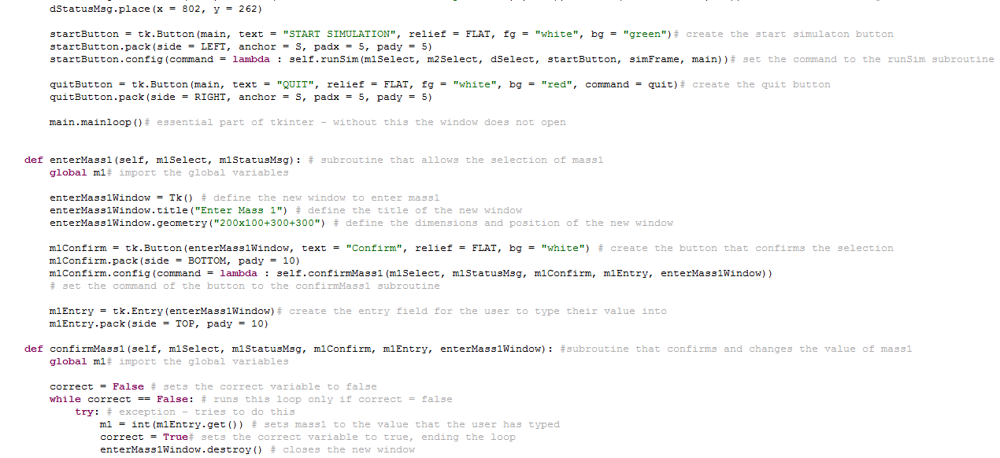 dStatusMsg.place(x = 802, y = 262)
startButton = tk.Button(main, text = "START SIMULATION", relief = FLAT, fg = "white", bg = "green")# create the start simulaton button
startButton.pack(side = LEFT, anchor = S, padx = 5, pady = 5)
startButton.config(command = lambda : self.runSim(m1Select, m2Select, dSelect, startButton, simFrame, main))# set the command to the runSim subroutine
quitButton = tk.Button(main, text = "QUIT", relief = FLAT, fg = "white", bg = "red", command = quit)# create the quit button
quitButton.pack(side = RIGHT, anchor = S, padx = 5, pady = 5)
main.mainloop()# essential part of tkinter - without this the window does not open
def enterMass1(self, m1Select, m1StatusMsg): # subroutine that allows the selection of mass1
global m1# import the global variables
enterMass1Window = Tk() # define the new window to enter mass1
enterMass1Window.title("Enter Mass 1") # define the title of the new window
enterMass1Window.geometry("200x100+300+300") # define the dimensions and position of the new window
m1Confirm = tk.Button(enterMass1Window, text = "Confirm", relief = FLAT, bg = "white") # create the button that confirms the selection
m1Confirm.pack(side = BOTTOM, pady = 10)
m1Confirm.config(command = lambda : self.confirmMass1(m1Select, m1StatusMsg, m1Confirm, m1Entry, enterMass1Window))
# set the command of the button to the confirmMass1 subroutine
m1Entry = tk.Entry(enterMass1Window)# create the entry field for the user to type their value into
m1Entry.pack(side = TOP, pady = 10)
def confirmMass1(self, m1Select, m1StatusMsg, m1Confirm, m1Entry, enterMass1Window): #subroutine that confirms and changes the value of mass1
global m1# import the global variables
correct = False # sets the correct variable to false
while correct == False: # runs this loop only if correct = false
try: # exception - tries to do this
m1 = int(m1Entry.get()) # sets mass1 to the value that the user has typed
correct = True# sets the correct variable to true, ending the loop
enterMass1Window.destroy() # closes the new window